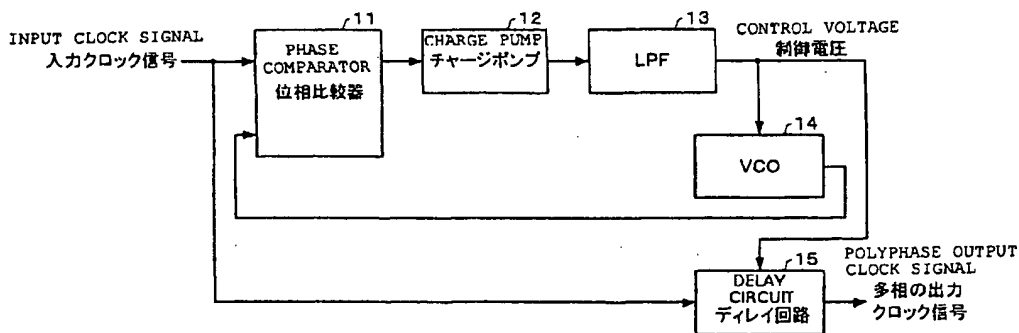 INPUT CLOCK SIGNAL
入力クロック信号
11
PHASE
COMPARATOR
位相比較器
12
CHARGE PUMP
チャージポンプ
13
LPF
CONTROL VOLTAGE
制御電圧
14
VCO
15
DELAY
CIRCUIT
ディレイ回路
POLYPHASE OUTPUT
CLOCK SIGNAL
多相の出力
クロック信号